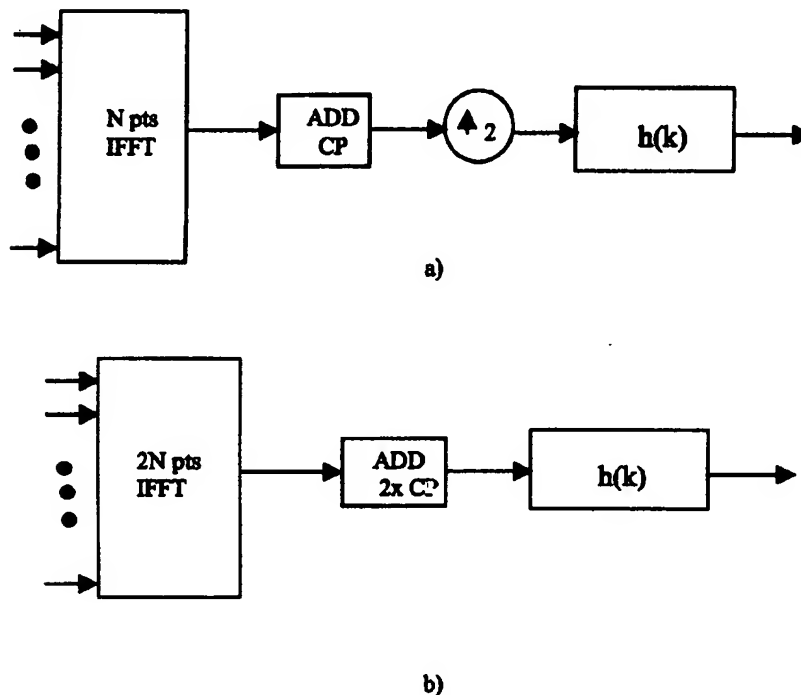 N pts
IFFT
ADD
CP
2
h(k)
a)
2N pts
IFFT
ADD
2x CP
h(k)
b)